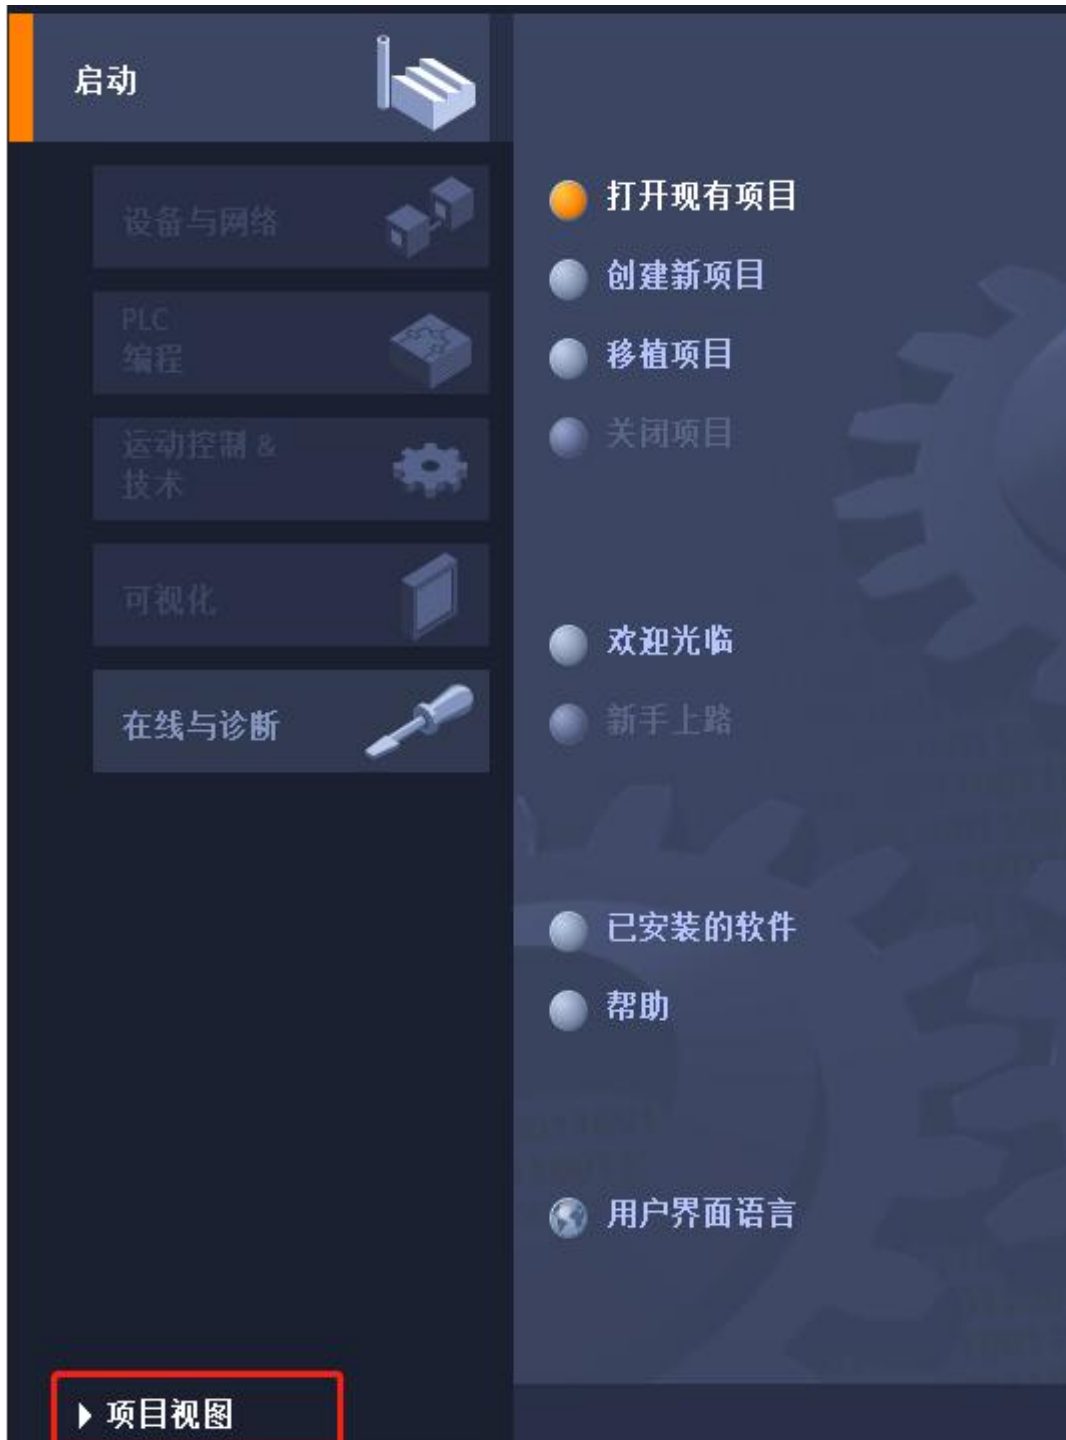 启动
设备与网络
PLC
编程
运动控制 &
技术
可视化
在线与诊断
项目视图
打开现有项目
创建新项目
移植项目
关闭项目
欢迎光临
新手上路
已安装的软件
帮助
用户界面语言